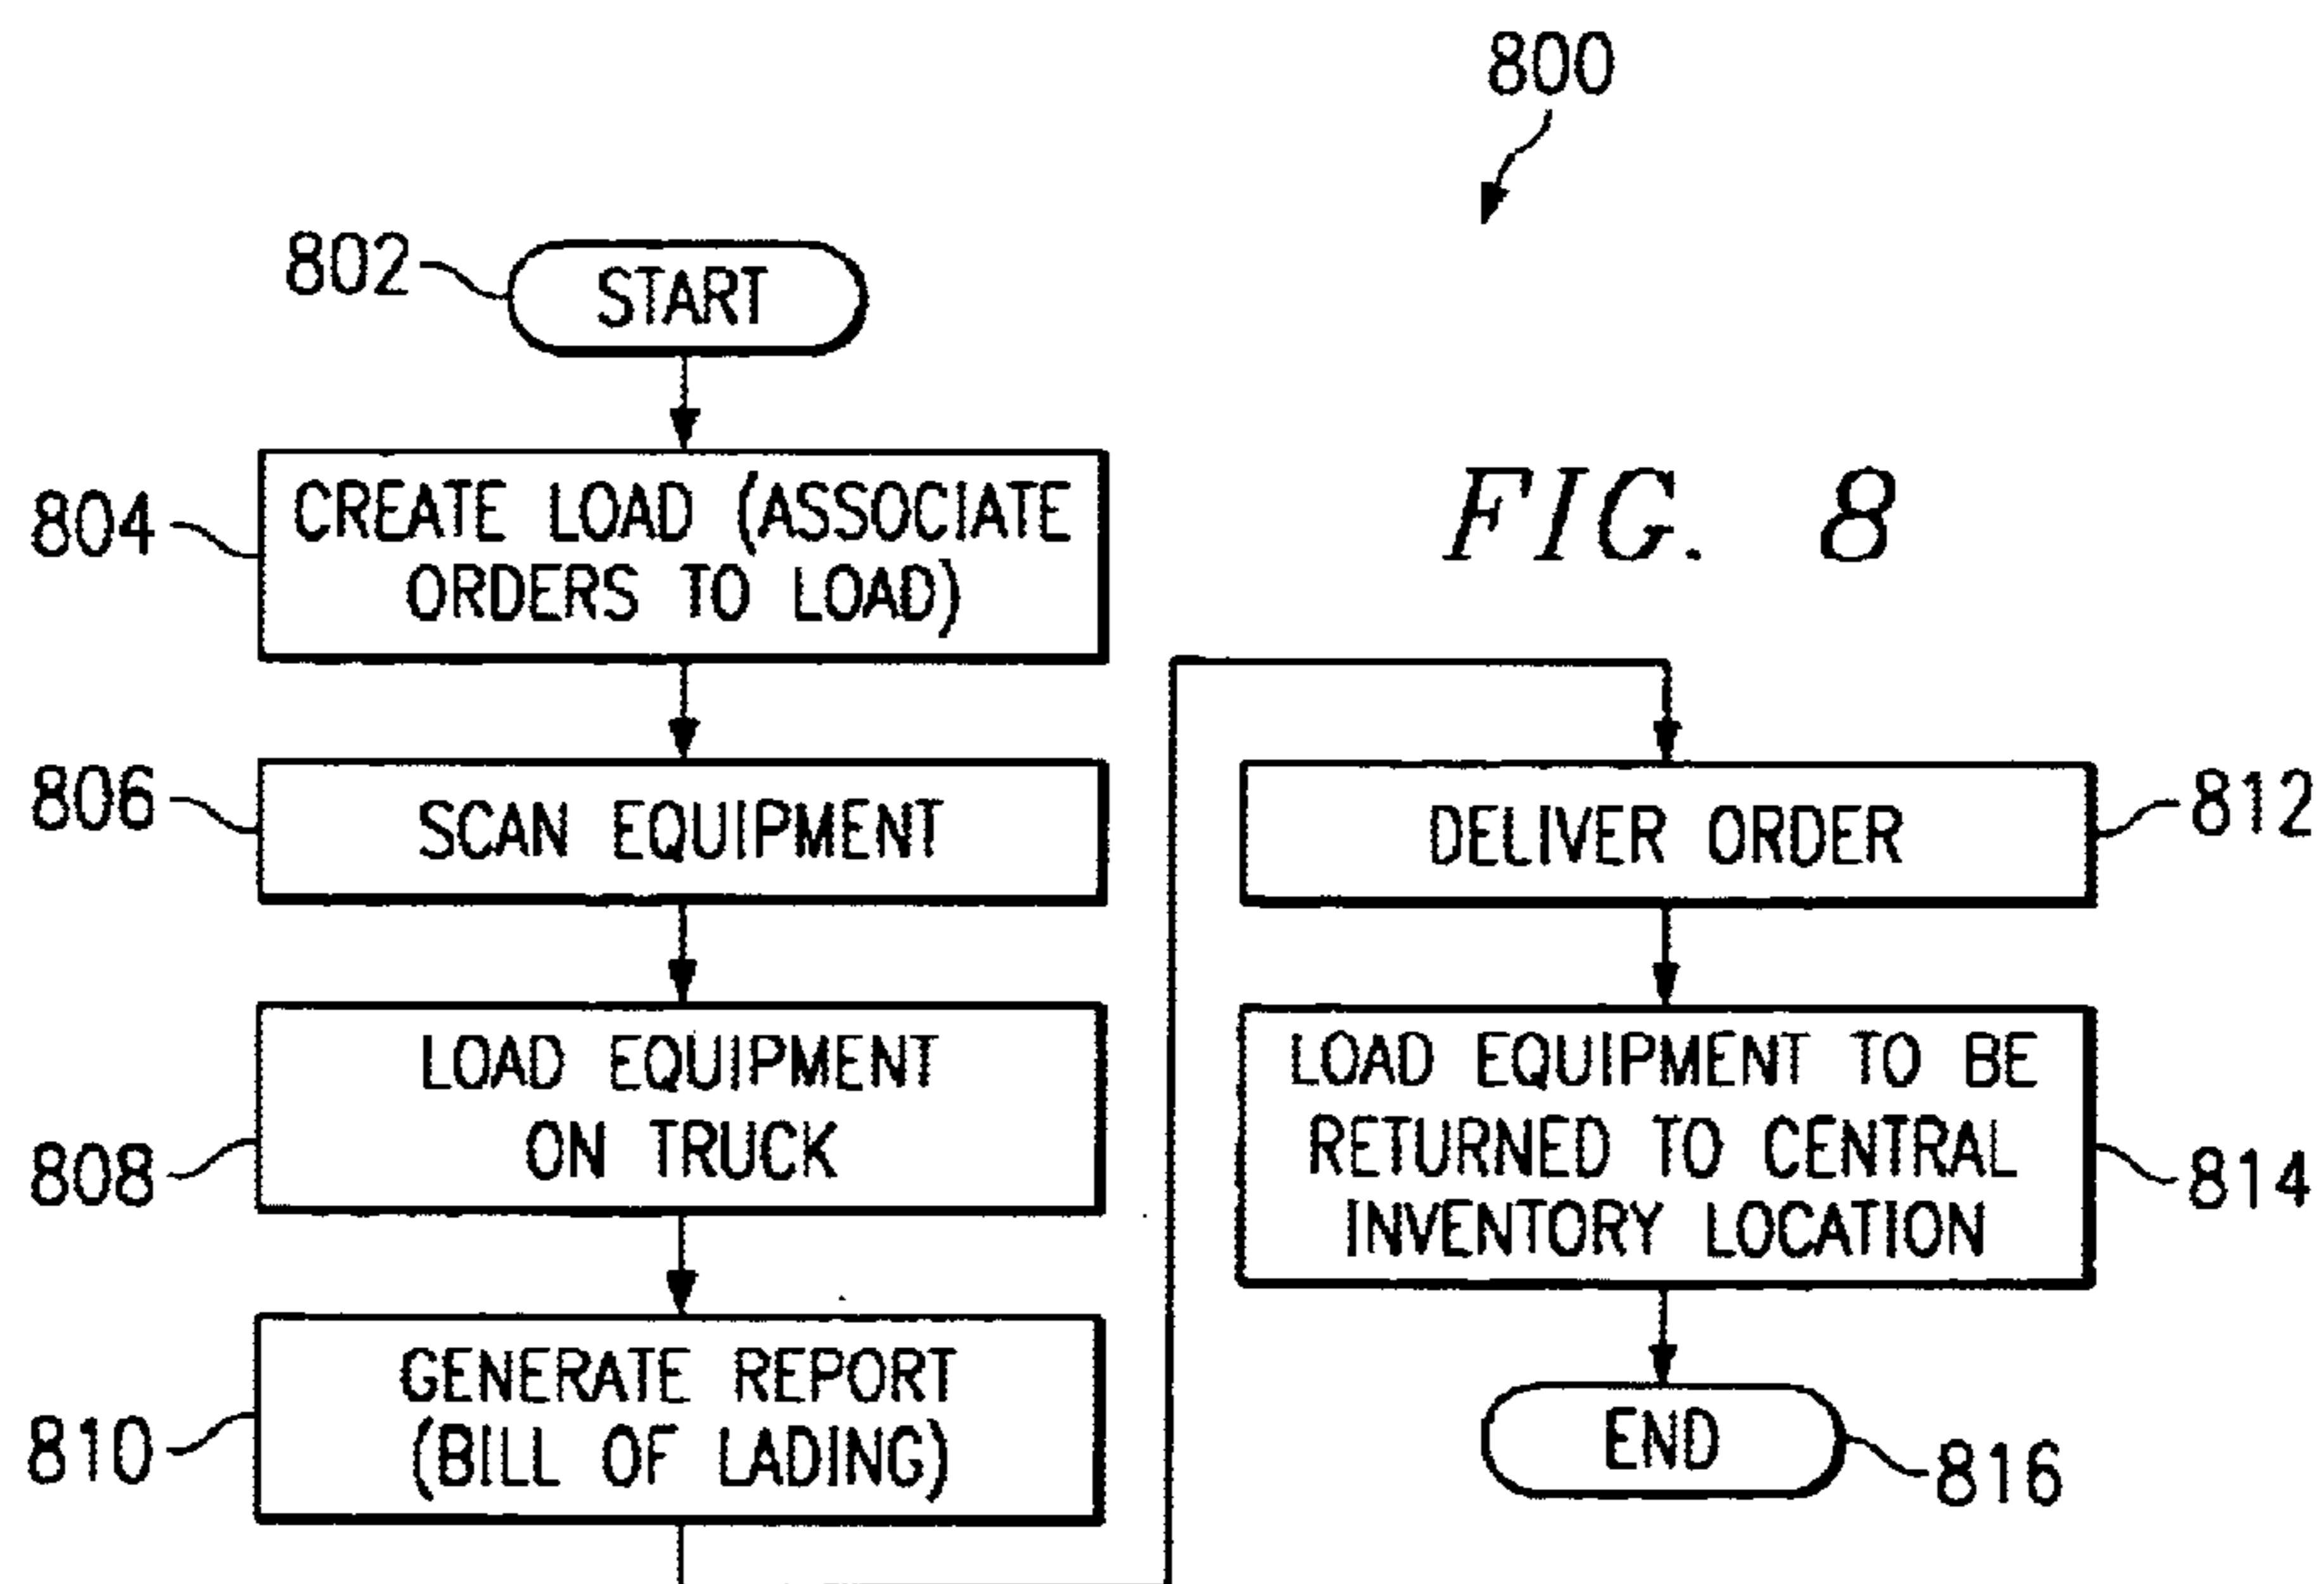 800
802
START
804
CREATE LOAD (ASSOCIATE
ORDERS TO LOAD)
FIG. 8
806
SCAN EQUIPMENT
808
LOAD EQUIPMENT
ON TRUCK
810
GENERATE REPORT
(BILL OF LADING)
DELIVER ORDER
812
LOAD EQUIPMENT TO BE
RETURNED TO CENTRAL
INVENTORY LOCATION
814
END
816